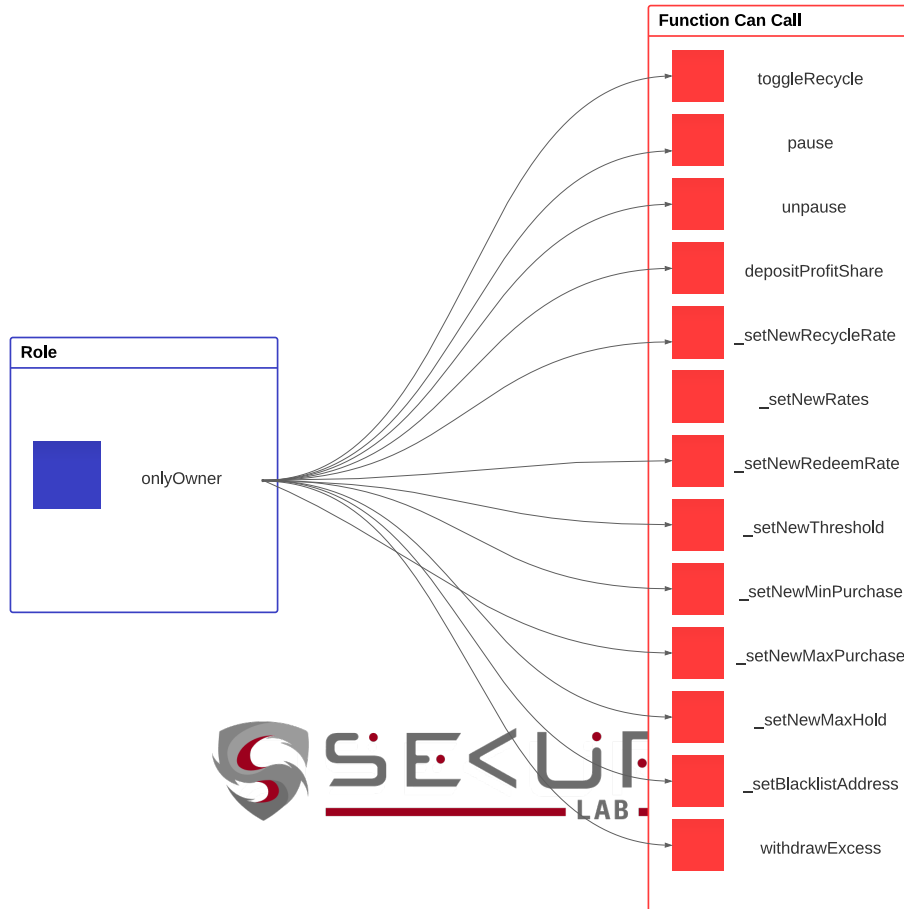 Function Can Call
toggleRecycle
pause
unpause
depositProfitShare
_setNewRecycleRate
Role
_setNewRates
onlyOwner
_setNewRedeemRate
_setNewThreshold
_setNewMinPurchase
_setNewMaxPurchase
_setNewMaxHold
_setBlacklistAddress
LAB
withdrawExcess